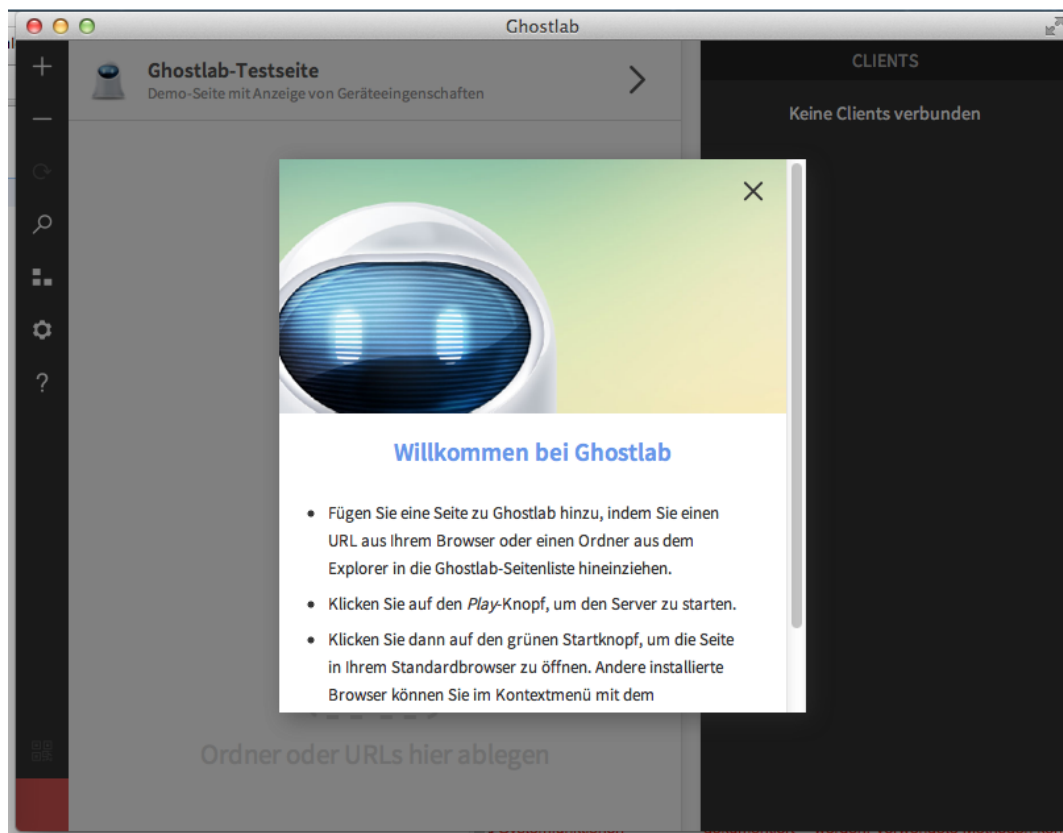 Ghostlab
Ghostlab-Testseite
Demo-Seite mit Anzeige von Geräteeingenschaften
CLIENTS
Keine Clients verbunden
Willkommen bei Ghostlab
• Fügen Sie eine Seite zu Ghostlab hinzu, indem Sie einen
URL aus Ihrem Browser oder einen Ordner aus dem
Explorer in die Ghostlab-Seitenliste hineinziehen.
• Klicken Sie auf den Play-Knopf, um den Server zu starten.
• Klicken Sie dann auf den grünen Startknopf, um die Seite
in Ihrem Standardbrowser zu öffnen. Andere installierte
Browser können Sie im Kontextmenü mit dem
Ordner oder URLs hier ablegen